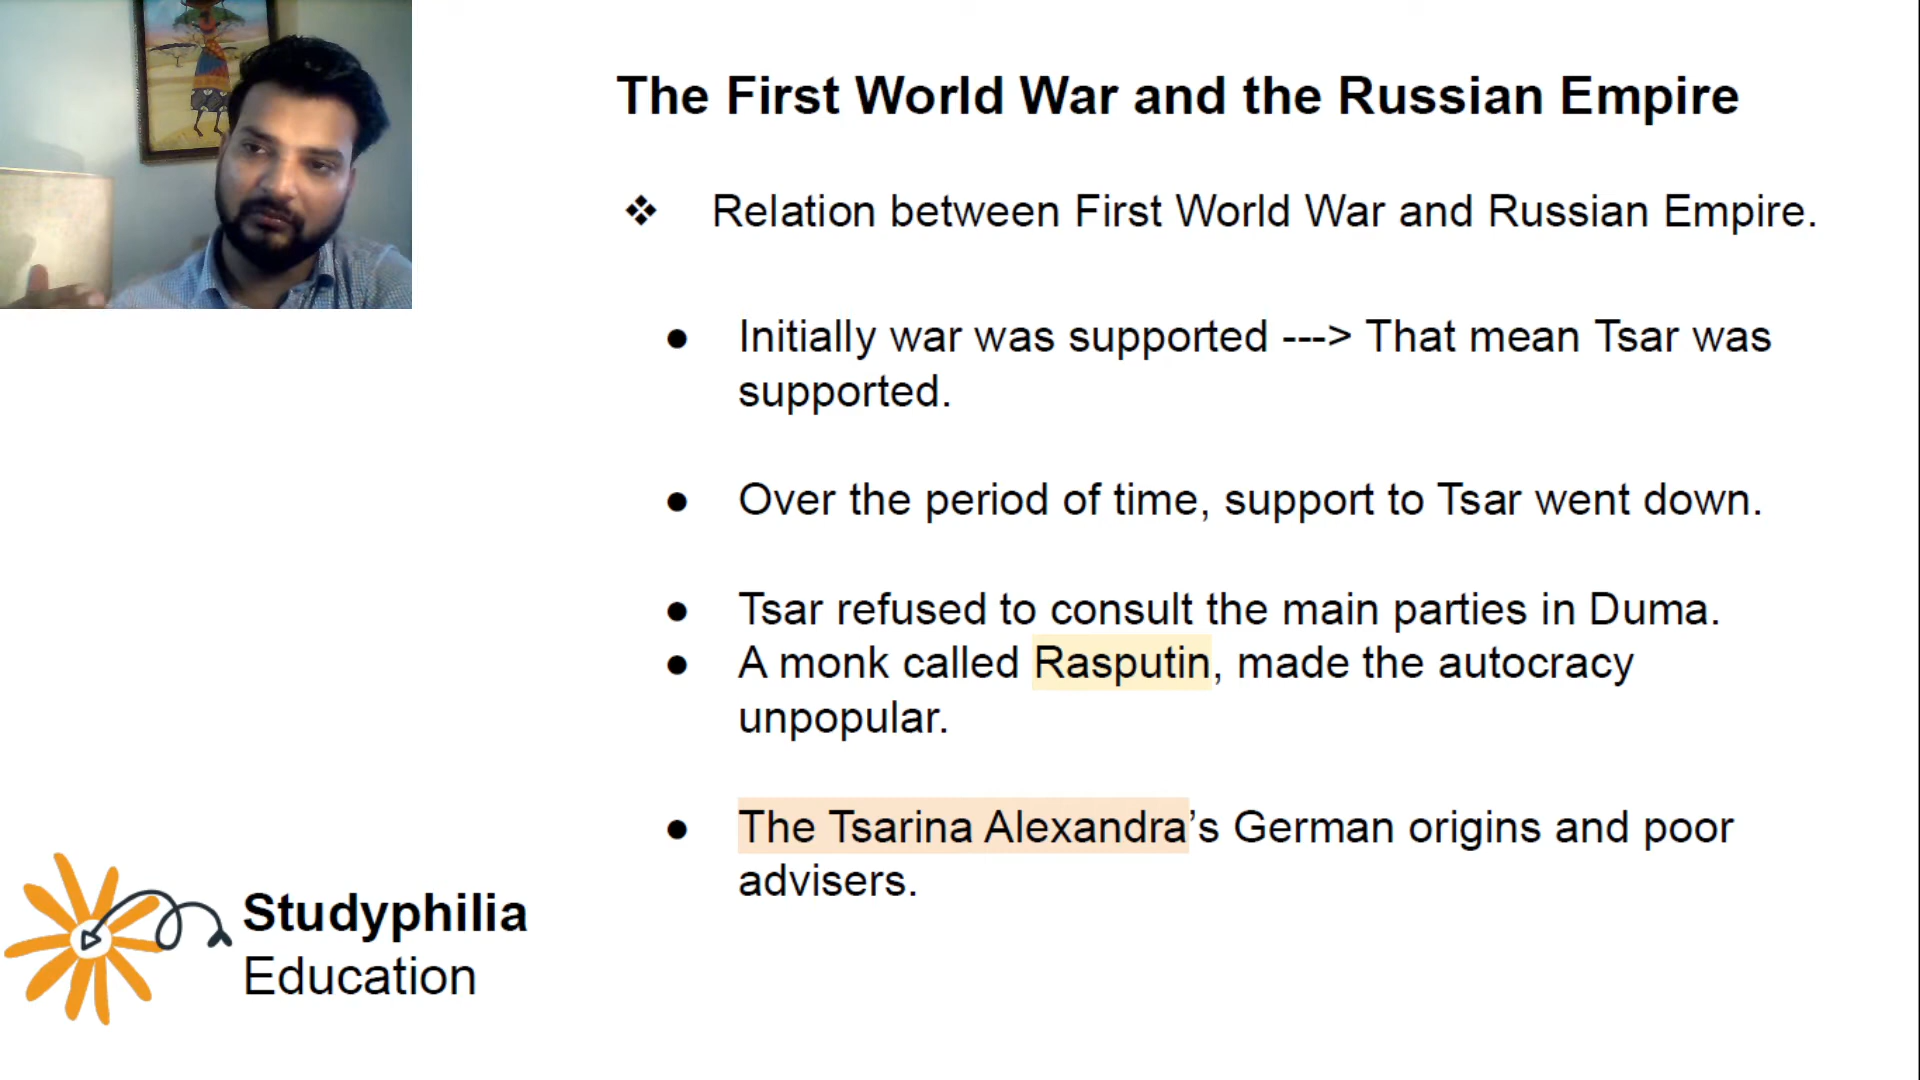 The First World War and the Russian Empire
❖ Relation between First World War and Russian Empire.
● Initially war was supported ---> That mean Tsar was
supported.
● Over the period of time, support to Tsar went down.
● Tsar refused to consult the main parties in Duma.
● A monk called Rasputin, made the autocracy
unpopular.
● The Tsarina Alexandra’s German origins and poor
advisers.
Studyphilia
Education